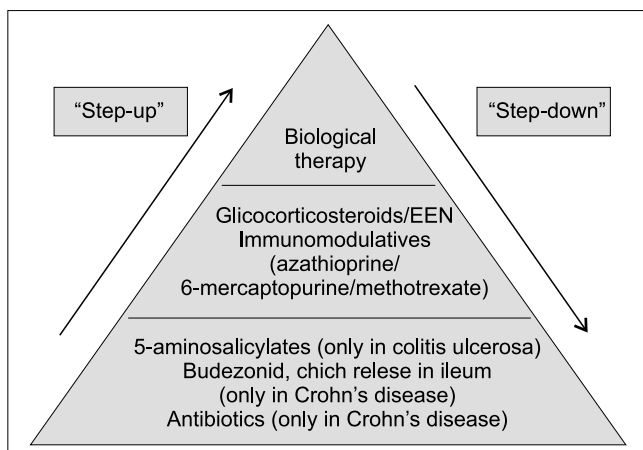 “Step-up”
“Step-down”
Biological
therapy
Glicocorticosteroids/EEN
Immunomodulatives
(azathioprine/
6-mercaptopurine/methotrexate)
5-aminosalicylates (only in colitis ulcerosa)
Budezonid, chich relese in ileum
(only in Crohn’s disease)
Antibiotics (only in Crohn’s disease)